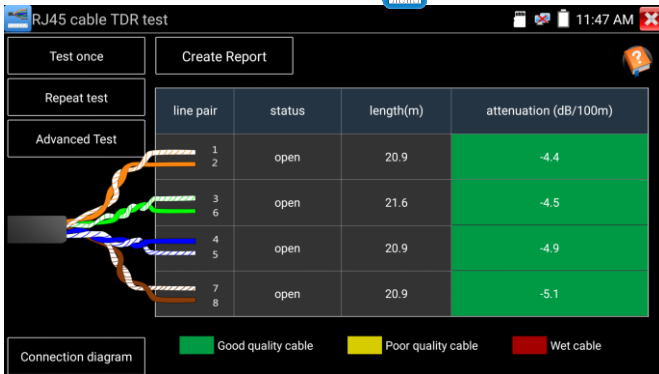 RJ45 cable TDR test
11:47 AM
Test once
Create Report
Repeat test
Advanced Test
line pair status length(m) attenuation (dB/100m)
1
2
open 20.9 -4.4
3
6
open 21.6 -4.5
4
5
open 20.9 -4.9
7
8
open 20.9 -5.1
Good quality cable Poor quality cable Wet cable
Connection diagram